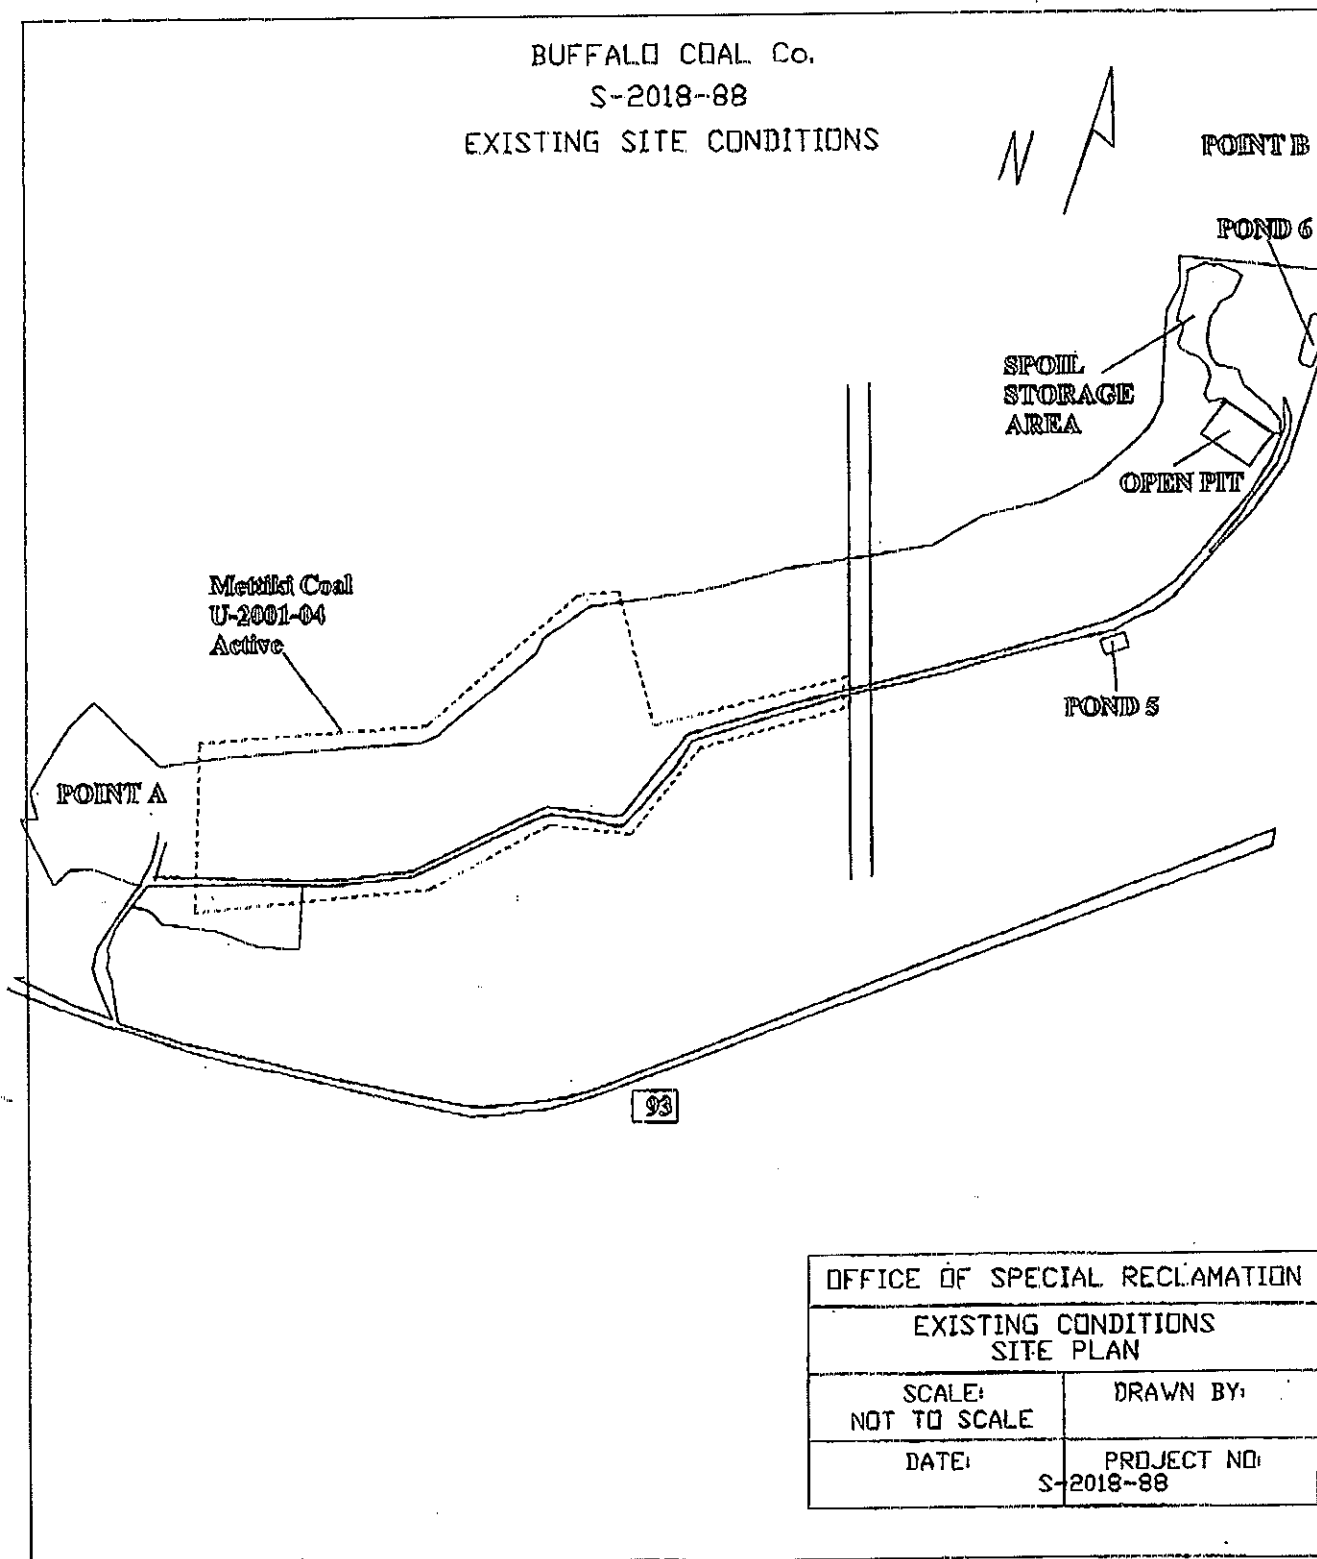 BUFFALO COAL Co.
S-2018-88
EXISTING SITE CONDITIONS
N
POINT B
POND 6
SPOIL
STORAGE
AREA
OPEN PIT
Mettiki Coal
U-2001-04
Active
POND 5
POINT A
93
OFFICE OF SPECIAL RECLAMATION
EXISTING CONDITIONS
SITE PLAN
SCALE:
NOT TO SCALE
DRAWN BY:
DATE:
PROJECT NO:
S-2018-88